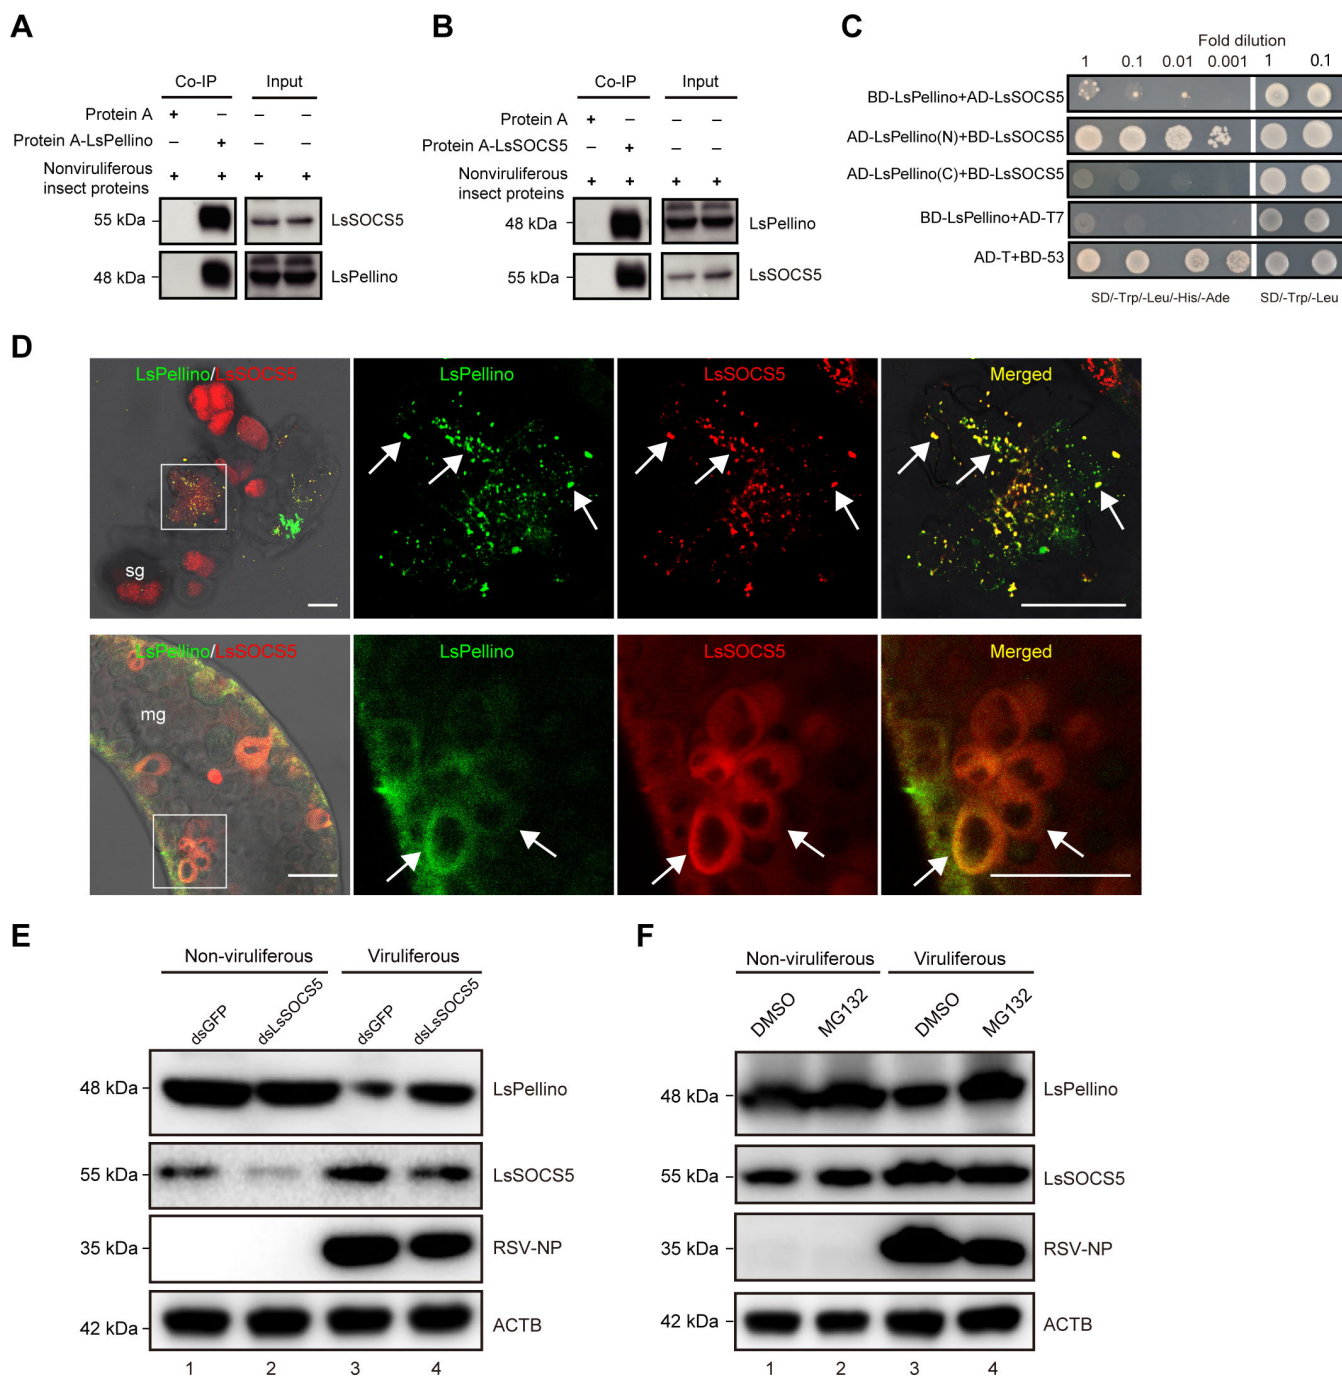 A
Co-IP Input
Protein A + – – –
Protein A-LsPellino – + – –
Nonviruliferous
insect proteins + + + +
55 kDa LsSOCS5
48 kDa LsPellino
B
Co-IP Input
Protein A + – – –
Protein A-LsSOCS5 – + – –
Nonviruliferous
insect proteins + + + +
48 kDa LsPellino
55 kDa LsSOCS5
C
Fold dilution
1 0.1 0.01 0.001 1 0.1
BD-LsPellino+AD-LsSOCS5
AD-LsPellino(N)+BD-LsSOCS5
AD-LsPellino(C)+BD-LsSOCS5
BD-LsPellino+AD-T7
AD-T+BD-53
SD/-Trp/-Leu/-His/-Ade SD/-Trp/-Leu
D
LsPellino/LsSOCS5 LsPellino LsSOCS5 Merged
sg
LsPellino/LsSOCS5 LsPellino LsSOCS5 Merged
mg
E
Non-viruliferous Viruliferous
dsGFP dsLsSOCS5 dsGFP dsLsSOCS5
48 kDa LsPellino
55 kDa LsSOCS5
35 kDa RSV-NP
42 kDa ACTB
1 2 3 4
F
Non-viruliferous Viruliferous
DMSO MG132 DMSO MG132
48 kDa LsPellino
55 kDa LsSOCS5
35 kDa RSV-NP
42 kDa ACTB
1 2 3 4